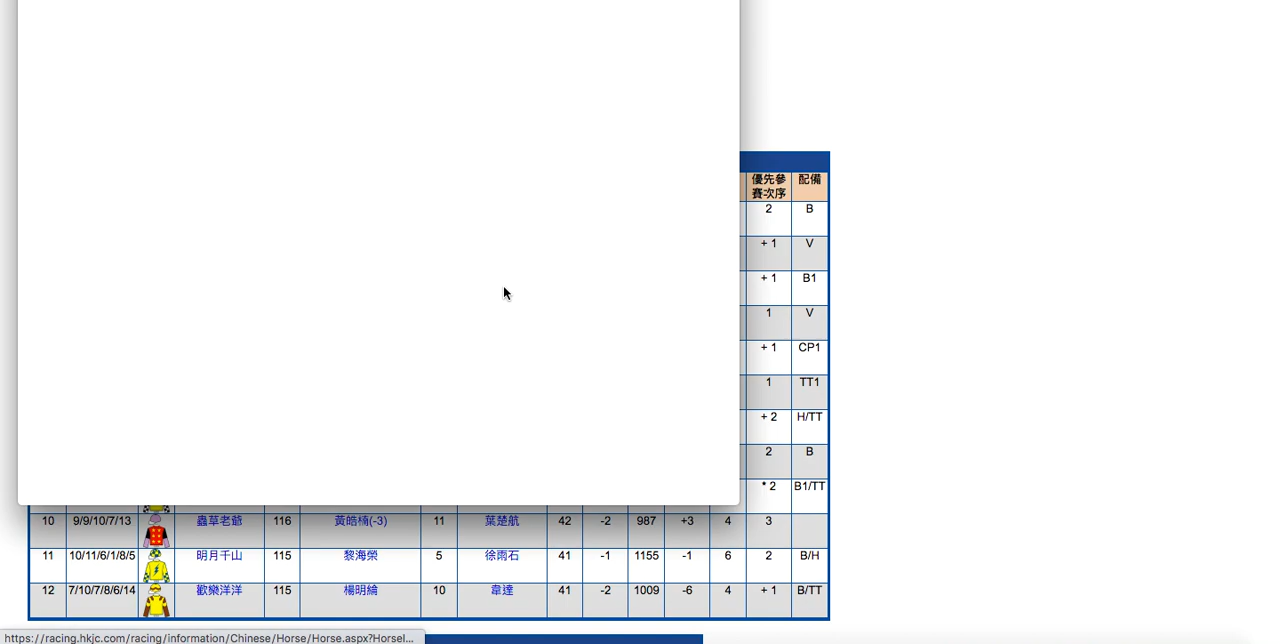 優先參
賽次序 配備
2 B
+ 1 V
+ 1 B1
1 V
+ 1 CP1
1 TT1
+ 2 H/TT
2 B
* 2 B1/TT
10 9/9/10/7/13 蟲草老爺 116 黃皓楠(-3) 11 葉楚航 42 -2 987 +3 4 3
11 10/11/6/1/8/5 明月千山 115 黎海榮 5 徐雨石 41 -1 1155 -1 6 2 B/H
12 7/10/7/8/6/14 歡樂洋洋 115 楊明綸 10 韋達 41 -2 1009 -6 4 + 1 B/TT
https://racing.hkjc.com/racing/information/Chinese/Horse/Horse.aspx?Horsel...